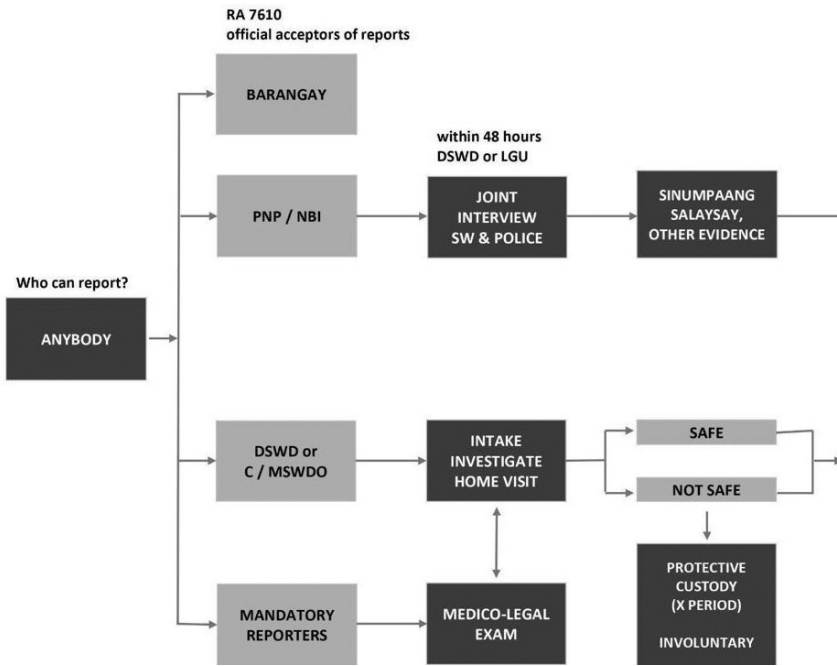 RA 7610
official acceptors of reports
BARANGAY
within 48 hours
DSWD or LGU
PNP / NBI
JOINT
INTERVIEW
SW & POLICE
SINUMPAANG
SALAYSAY,
OTHER EVIDENCE
Who can report?
ANYBODY
DSWD or
C / MSWDO
INTAKE
INVESTIGATE
HOME VISIT
SAFE
NOT SAFE
MANDATORY
REPORTERS
MEDICO-LEGAL
EXAM
PROTECTIVE
CUSTODY
(X PERIOD)
INVOLUNTARY